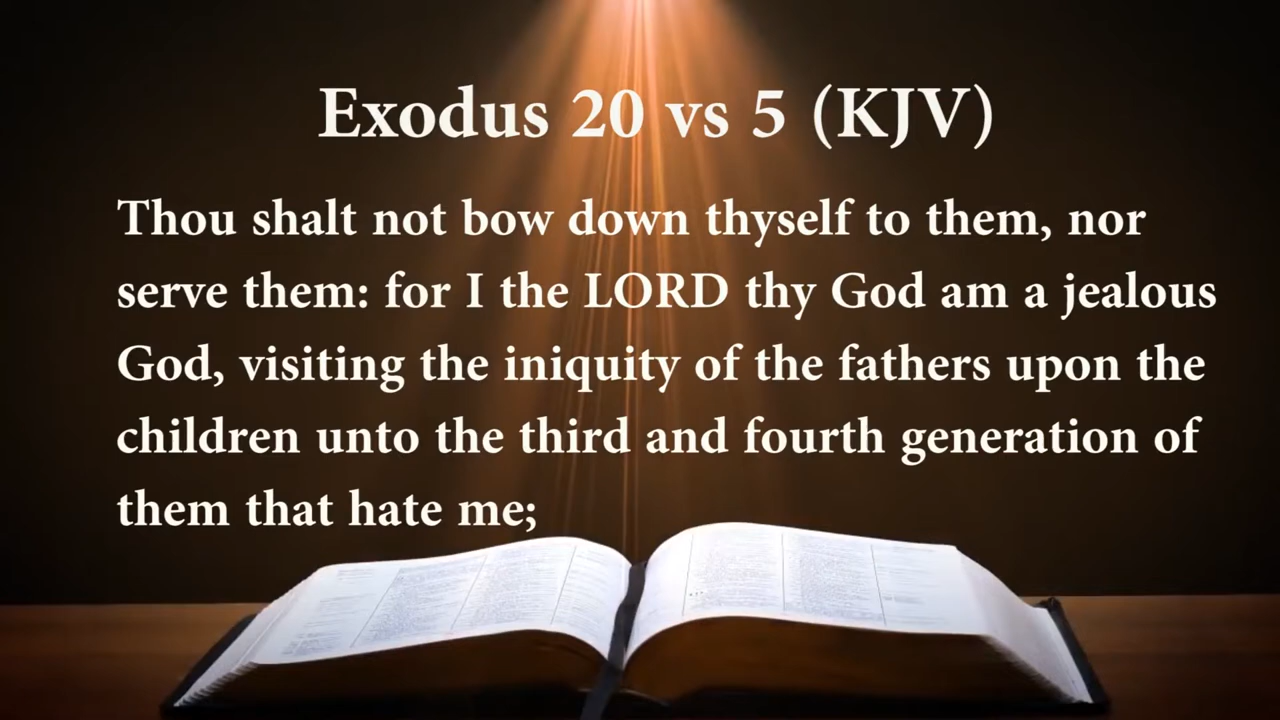 Exodus 20 vs 5 (KJV)
Thou shalt not bow down thyself to them, nor
serve them: for I the LORD thy God am a jealous
God, visiting the iniquity of the fathers upon the
children unto the third and fourth generation of
them that hate me;